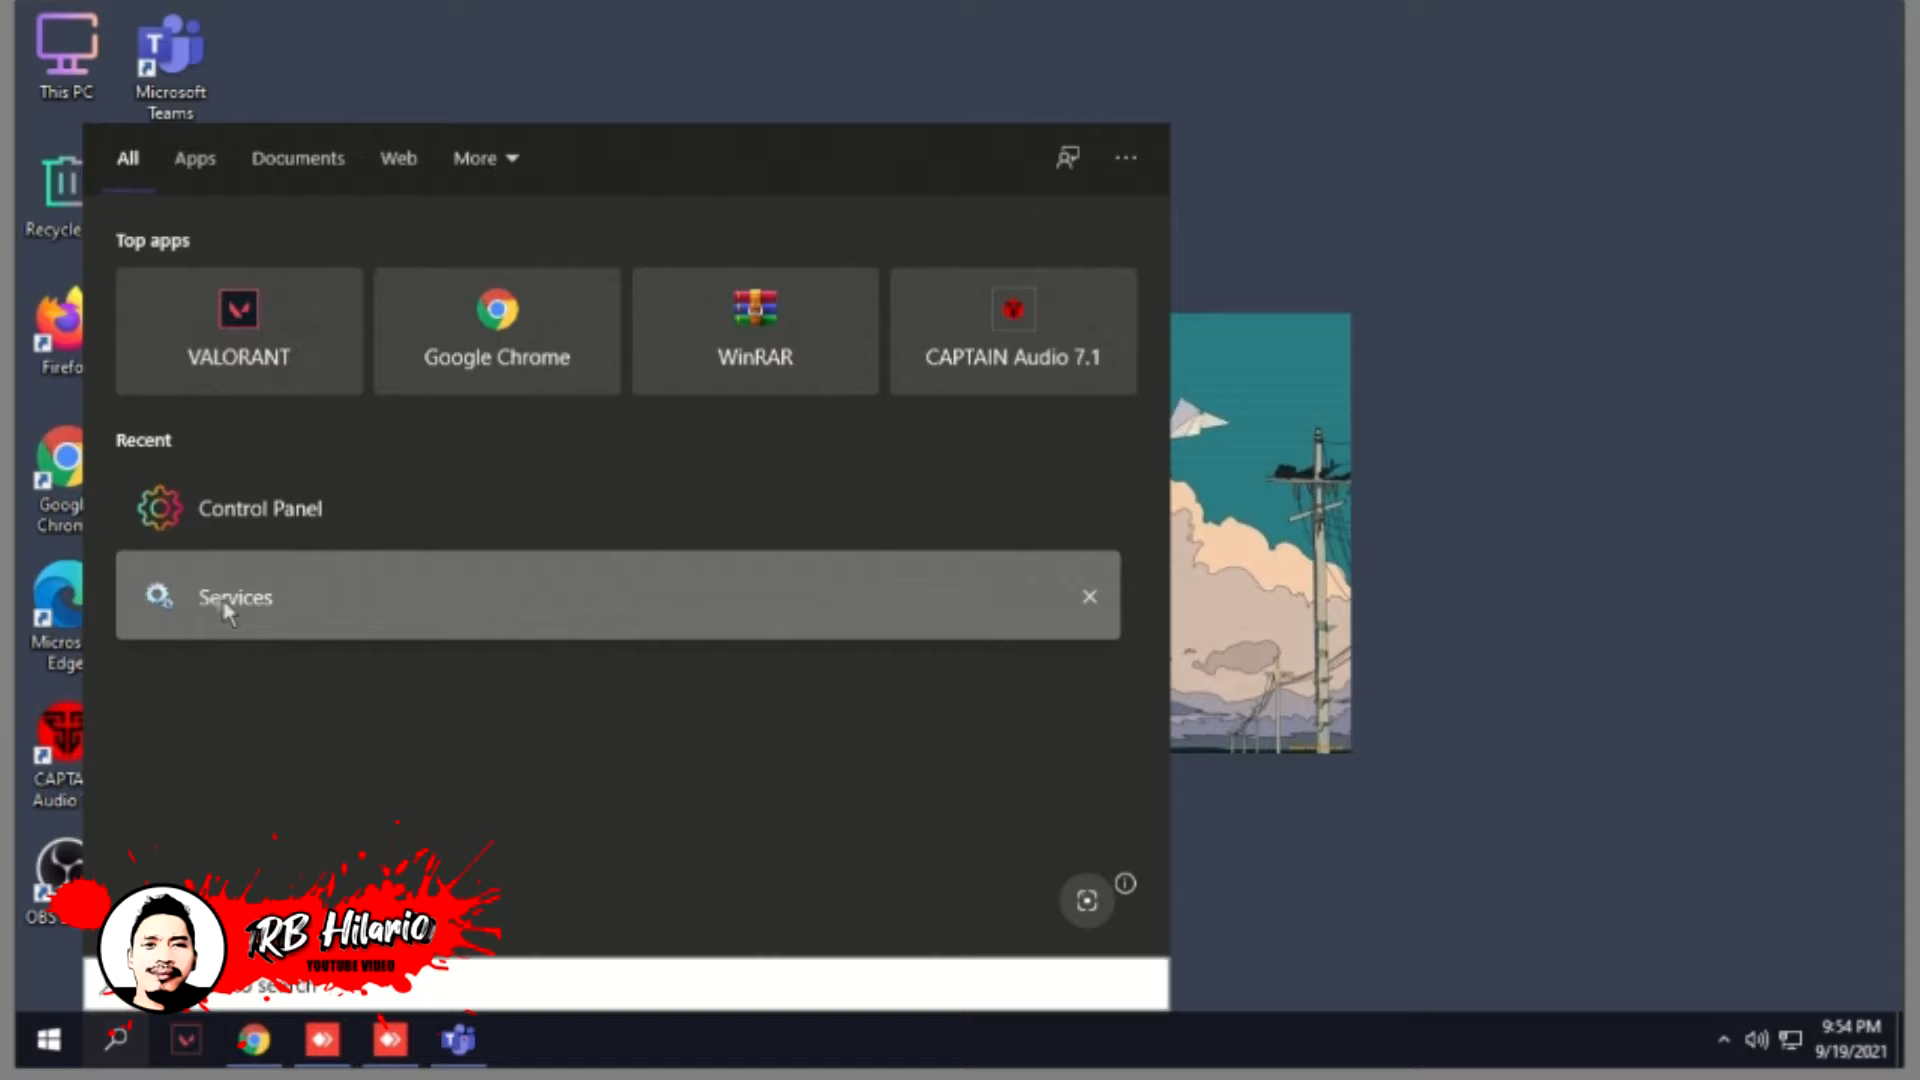 This PC
Microsoft
Teams
All
Apps
Documents
Web
More
Recycle
Top apps
VALORANT
Google Chrome
WinRAR
CAPTAIN Audio 7.1
Firefo
Recent
Control Panel
Googl
Chron
Services
Micros
Edge
CAPTA
Audio
OBS
RB Hilario
YOUTUBE VIDEO
to search
9:54 PM
9/19/2021